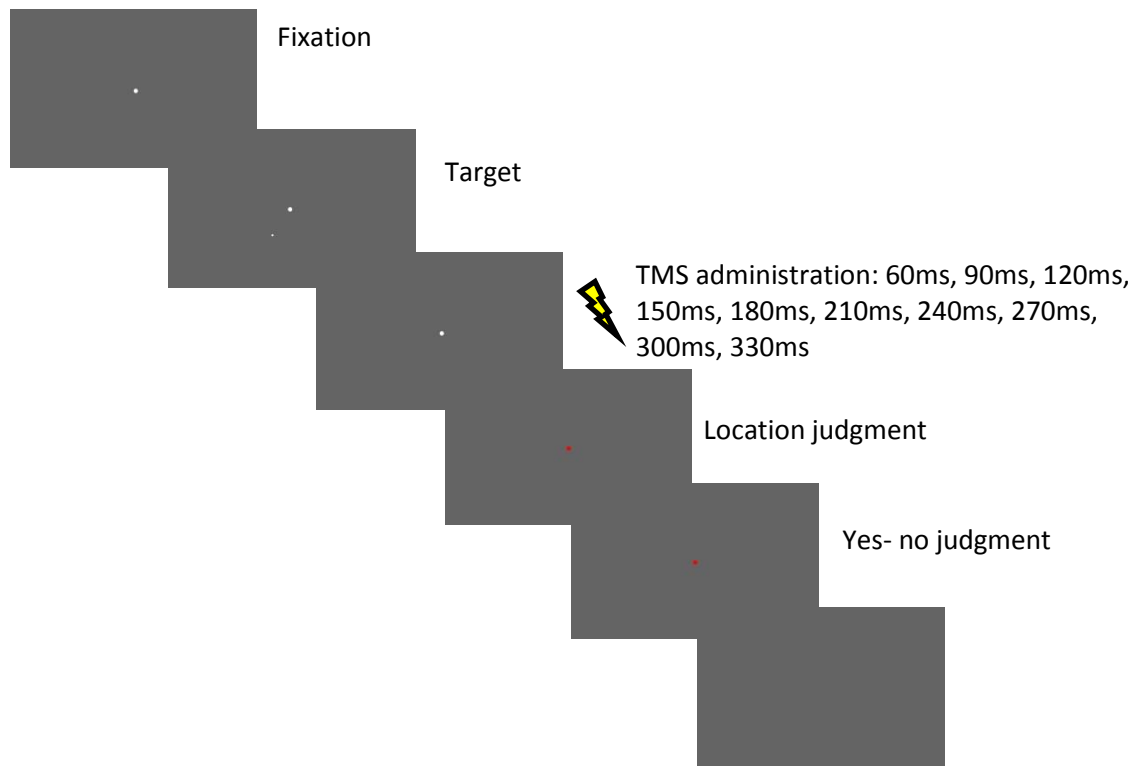 Fixation
Target
TMS administration: 60ms, 90ms, 120ms,
150ms, 180ms, 210ms, 240ms, 270ms,
300ms, 330ms
Location judgment
Yes- no judgment